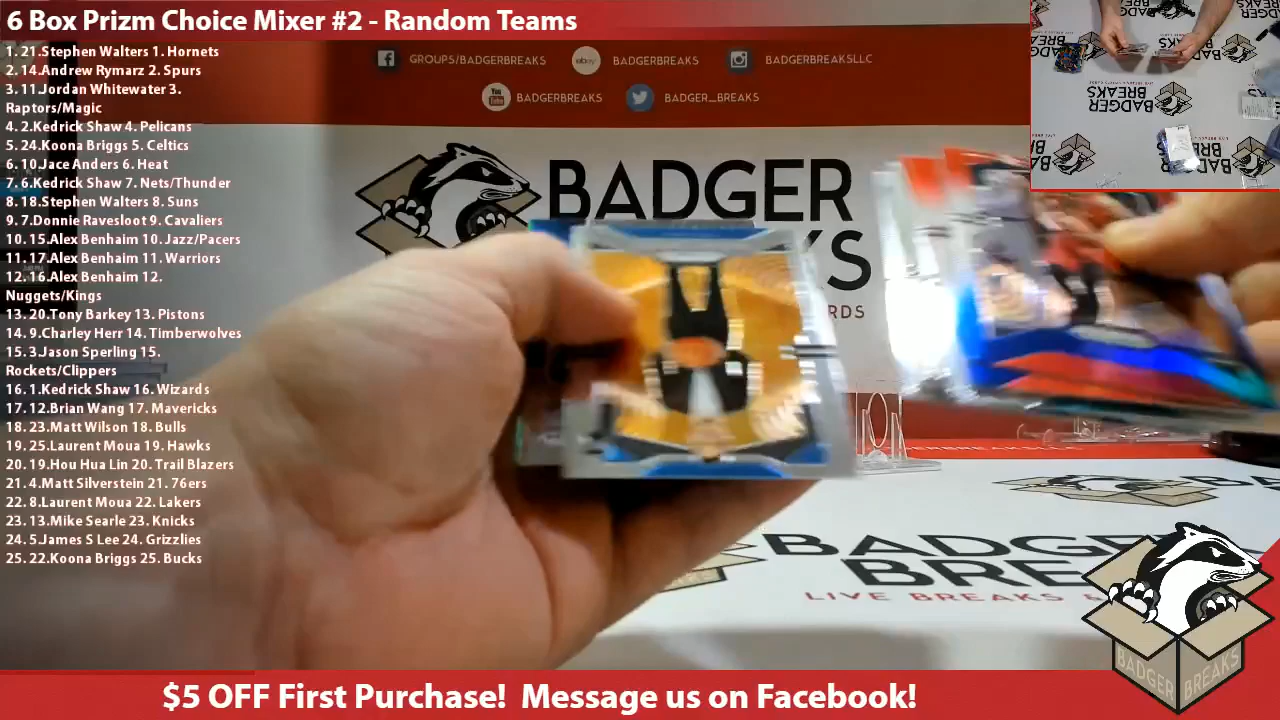 6 Box Prizm Choice Mixer #2 - Random Teams
1. 21.Stephen Walters 1. Hornets
2. 14.Andrew Rymarz 2. Spurs
3. 11.Jordan Whitewater 3.
Raptors/Magic
4. 2.Kedrick Shaw 4. Pelicans
5. 24.Koona Briggs 5. Celtics
6. 10.Jace Anders 6. Heat
7. 6.Kedrick Shaw 7. Nets/Thunder
8. 18.Stephen Walters 8. Suns
9. 7.Donnie Ravesloot 9. Cavaliers
10. 15.Alex Benhaim 10. Jazz/Pacers
11. 17.Alex Benhaim 11. Warriors
12. 16.Alex Benhaim 12.
Nuggets/Kings
13. 20.Tony Barkey 13. Pistons
14. 9.Charley Herr 14. Timberwolves
15. 3.Jason Sperling 15.
Rockets/Clippers
16. 1.Kedrick Shaw 16. Wizards
17. 12.Brian Wang 17. Mavericks
18. 23.Matt Wilson 18. Bulls
19. 25.Laurent Moua 19. Hawks
20. 19.Hou Hua Lin 20. Trail Blazers
21. 4.Matt Silverstein 21. 76ers
22. 8.Laurent Moua 22. Lakers
23. 13.Mike Searle 23. Knicks
24. 5.James S Lee 24. Grizzlies
25. 22.Koona Briggs 25. Bucks
GROUPS/BADGERBREAKS
ebay BADGERBREAKS
BADGERBREAKSLLC
You Tube BADGERBREAKS
BADGER_BREAKS
BADGER
BADGER
BREAKS
LIVE BREAKS &
BADGER
BREAKS
$5 OFF First Purchase! Message us on Facebook!